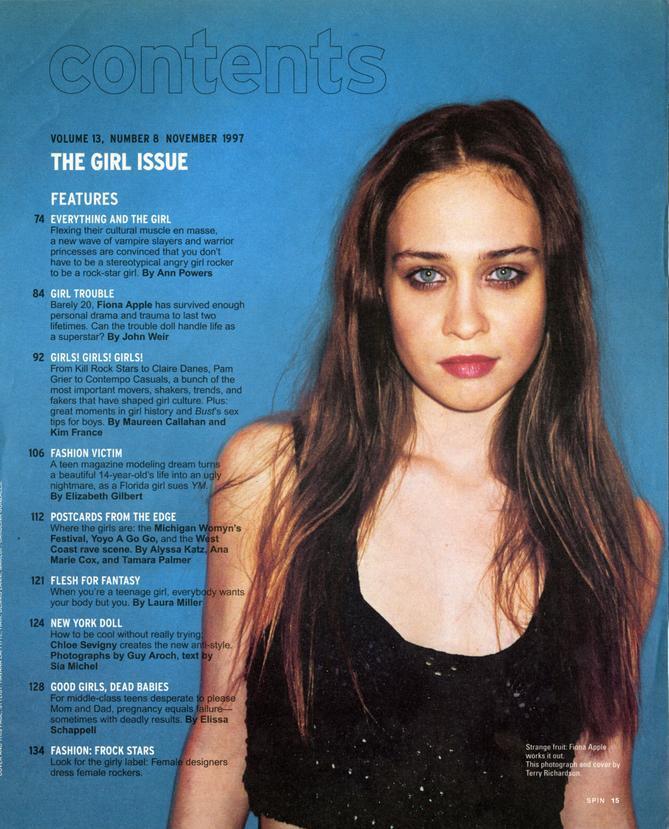 contents
VOLUME 13, NUMBER 8 NOVEMBER 1997
THE GIRL ISSUE
FEATURES
74 EVERYTHING AND THE GIRL
Flexing their cultural muscle en masse,
a new wave of vampire slayers and warrior
princesses are convinced that you don't
have to be a stereotypical angry girl rocker
to be a rock-star girl. By Ann Powers
84 GIRL TROUBLE
Barely 20, Fiona Apple has survived enough
personal drama and trauma to last two
lifetimes. Can the trouble doll handle life as
a superstar? By John Weir
92 GIRLS! GIRLS! GIRLS!
From Kill Rock Stars to Claire Danes, Pam
Grier to Contempo Casuals, a bunch of the
most important movers, shakers, trends, and
fakers that have shaped girl culture. Plus:
great moments in girl history and Bust's sex
tips for boys. By Maureen Callahan and
Kim France
106 FASHION VICTIM
A teen magazine modeling dream turns
a beautiful 14-year-old's life into an ugly
nightmare, as a Florida girl sues YM.
By Elizabeth Gilbert
112 POSTCARDS FROM THE EDGE
Where the girls are: the Michigan Womyn's
Festival, Yoyo A Go Go, and the West
Coast rave scene. By Alyssa Katz, Ana
Marie Cox, and Tamara Palmer
121 FLESH FOR FANTASY
When you're a teenage girl, everybody wants
your body but you. By Laura Miller
124 NEW YORK DOLL
How to be cool without really trying:
Chloe Sevigny creates the new anti-style.
Photographs by Guy Aroch, text by
Sia Michel
128 GOOD GIRLS, DEAD BABIES
For middle-class teens desperate to please
Mom and Dad, pregnancy equals failure—
sometimes with deadly results. By Elissa
Schappell
134 FASHION: FROCK STARS
Look for the girly label: Female designers
dress female rockers.
Strange fruit: Fiona Apple
works it out.
This photograph and cover by
Terry Richardson.
SPIN 15